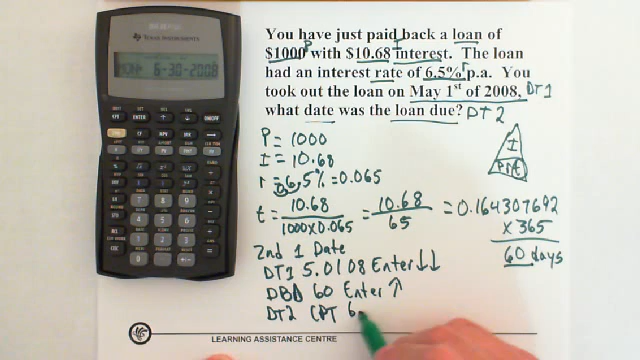 You have just paid back a loan of
$1000 P with $10.68 I interest. The loan
had an interest rate of 6.5% r p.a. You
took out the loan on May 1st of 2008, DT1
what date was the loan due? DT2
TEXAS INSTRUMENTS
MON= 6-30-2008
P = 1000
I = 10.68
r = 6.5% = 0.065
I
P r t
t = 10.68 / 1000 x 0.065 = 10.68 / 65 = 0.164307692
x 365
60 days
2nd 1 Date
DT1 5.0108 Enter ↓↓
DBD 60 Enter ↑
DT2 CPT 6
LEARNING ASSISTANCE CENTRE